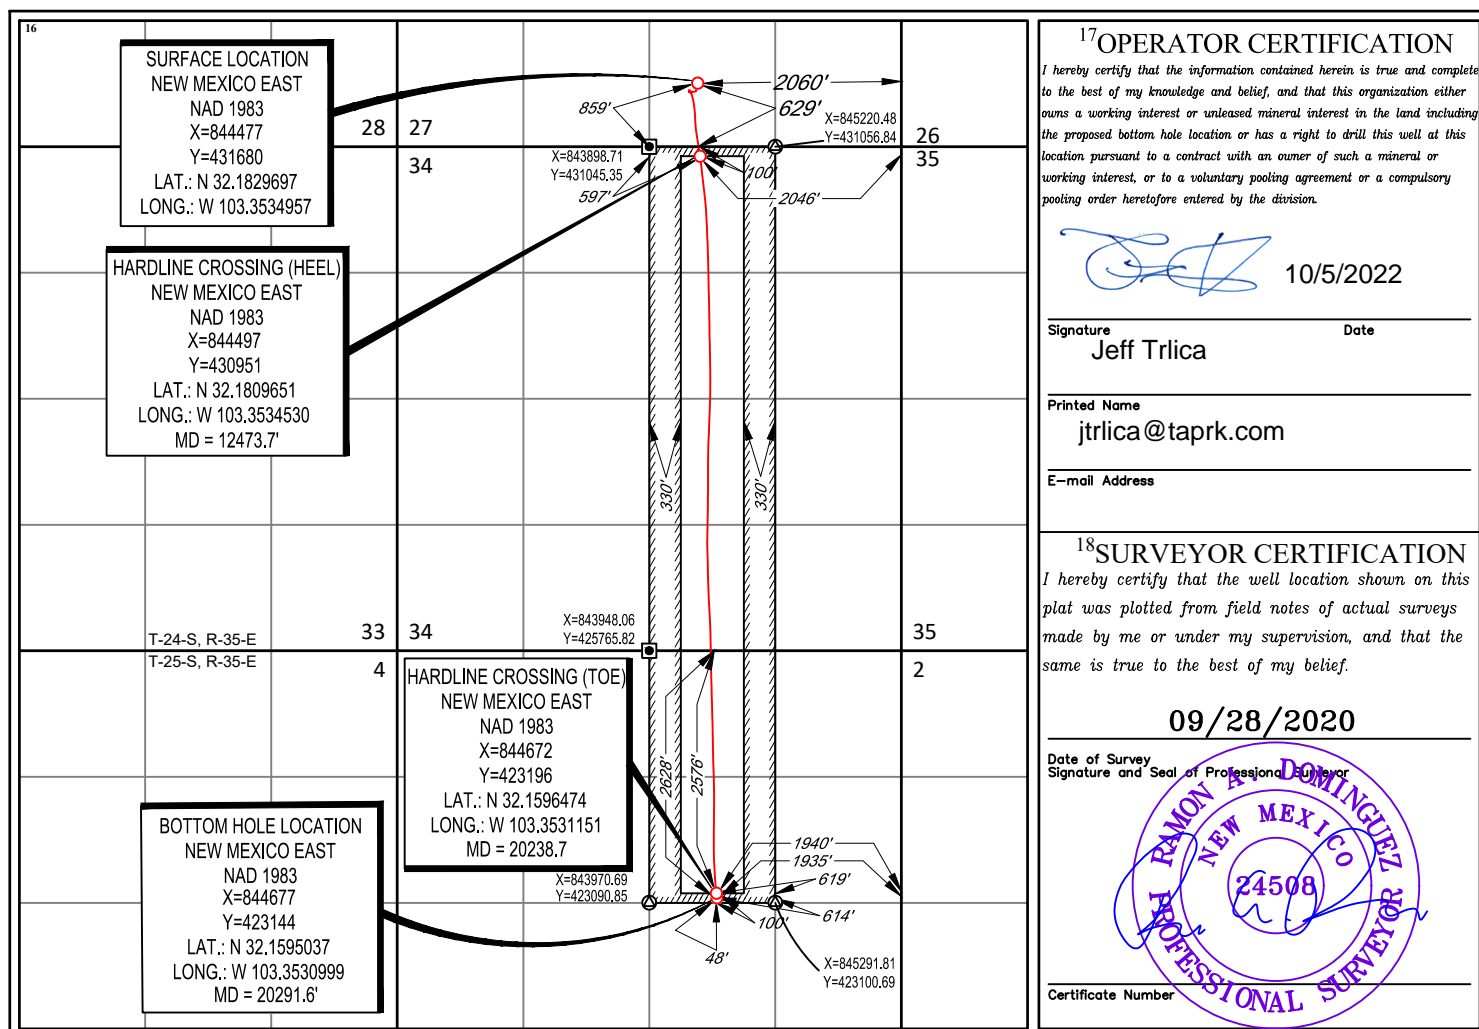 16
SURFACE LOCATION
NEW MEXICO EAST
NAD 1983
X=844477
Y=431680
LAT.: N 32.1829697
LONG.: W 103.3534957
HARDLINE CROSSING (HEEL)
NEW MEXICO EAST
NAD 1983
X=844497
Y=430951
LAT.: N 32.1809651
LONG.: W 103.3534530
MD = 12473.7'
28 27
34
859'
2060'
629'
X=845220.48
Y=431056.84
26
35
X=843898.71
Y=431045.35
597'
100'
2046'
330'
330'
T-24-S, R-35-E
T-25-S, R-35-E
33 34
4
X=843948.06
Y=425765.82
35
2
HARDLINE CROSSING (TOE)
NEW MEXICO EAST
NAD 1983
X=844672
Y=423196
LAT.: N 32.1596474
LONG.: W 103.3531151
MD = 20238.7
2628'
2576'
BOTTOM HOLE LOCATION
NEW MEXICO EAST
NAD 1983
X=844677
Y=423144
LAT.: N 32.1595037
LONG.: W 103.3530999
MD = 20291.6'
X=843970.69
Y=423090.85
1940'
1935'
619'
614'
100'
48'
X=845291.81
Y=423100.69
17OPERATOR CERTIFICATION
I hereby certify that the information contained herein is true and complete
to the best of my knowledge and belief, and that this organization either
owns a working interest or unleased mineral interest in the land including
the proposed bottom hole location or has a right to drill this well at this
location pursuant to a contract with an owner of such a mineral or
working interest, or to a voluntary pooling agreement or a compulsory
pooling order heretofore entered by the division.
10/5/2022
Signature Date
Jeff Trlica
Printed Name
jtrlica@taprk.com
E-mail Address
18SURVEYOR CERTIFICATION
I hereby certify that the well location shown on this
plat was plotted from field notes of actual surveys
made by me or under my supervision, and that the
same is true to the best of my belief.
09/28/2020
Date of Survey
Signature and Seal of Professional Surveyor
RAMON A. DOMINGUEZ
NEW MEXICO
24508
PROFESSIONAL SURVEYOR
Certificate Number